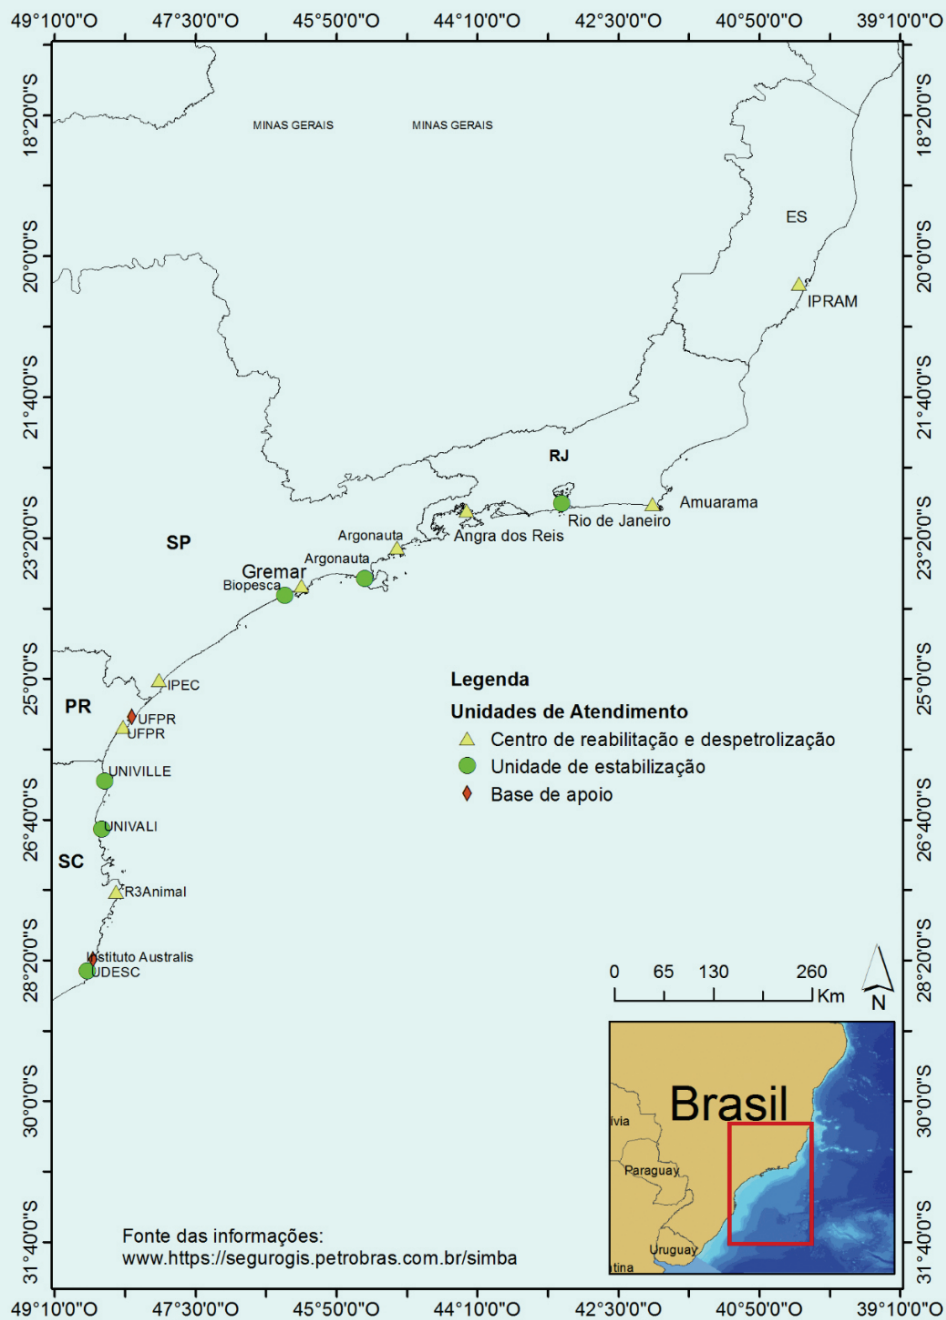 49°10'0"W 47°30'0"S 45°50'0"S 44°10'0"S 42°30'0"S 40°50'0"S 39°10'0"S
18°20'0"S
20°0'0"S
21°40'0"S
23°20'0"S
25°0'0"S
26°40'0"S
28°20'0"S
30°0'0"S
31°40'0"S
MINAS GERAIS MINAS GERAIS
ES
IPRAM
RJ
Amuarama
Rio de Janeiro
Angra dos Reis
SP
Argonauta
Argonauta
Gremar
Biopesca
IPEC
PR
UFPR
UFPR
UNIVILLE
UNIVALI
SC
R3Animal
Instituto Australis
UDESC
Legenda
Unidades de Atendimento
Centro de reabilitação e despetrolização
Unidade de estabilização
Base de apoio
0 65 130 260
Km
N
Brasil
ívia
Paraguay
Uruguay
ntina
Fonte das informações:
www.https://segurogis.petrobras.com.br/simba
18°20'0"S
20°0'0"S
21°40'0"S
23°20'0"S
25°0'0"S
26°40'0"S
28°20'0"S
30°0'0"S
31°40'0"S
49°10'0"S 47°30'0"S 45°50'0"S 44°10'0"S 42°30'0"S 40°50'0"S 39°10'0"S